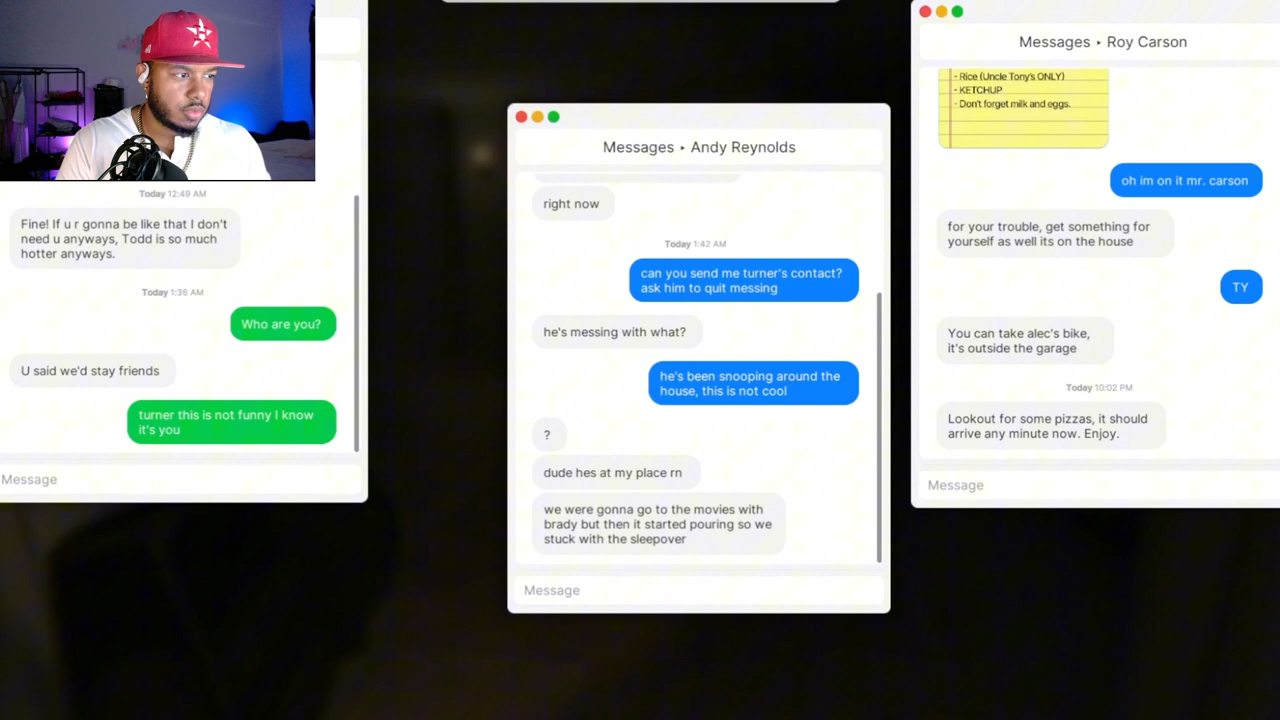 Today 12:49 AM
Fine! If u r gonna be like that I don't
need u anyways, Todd is so much
hotter anyways.
Today 1:36 AM
Who are you?
U said we'd stay friends
turner this is not funny I know
it's you
Message
Messages ‣ Andy Reynolds
right now
Today 1:42 AM
can you send me turner's contact?
ask him to quit messing
he's messing with what?
he's been snooping around the
house, this is not cool
?
dude hes at my place rn
we were gonna go to the movies with
brady but then it started pouring so we
stuck with the sleepover
Message
Messages ‣ Roy Carson
- Rice (Uncle Tony's ONLY)
- KETCHUP
- Don't forget milk and eggs.
oh im on it mr. carson
for your trouble, get something for
yourself as well its on the house
TY
You can take alec's bike,
it's outside the garage
Today 10:02 PM
Lookout for some pizzas, it should
arrive any minute now. Enjoy.
Message